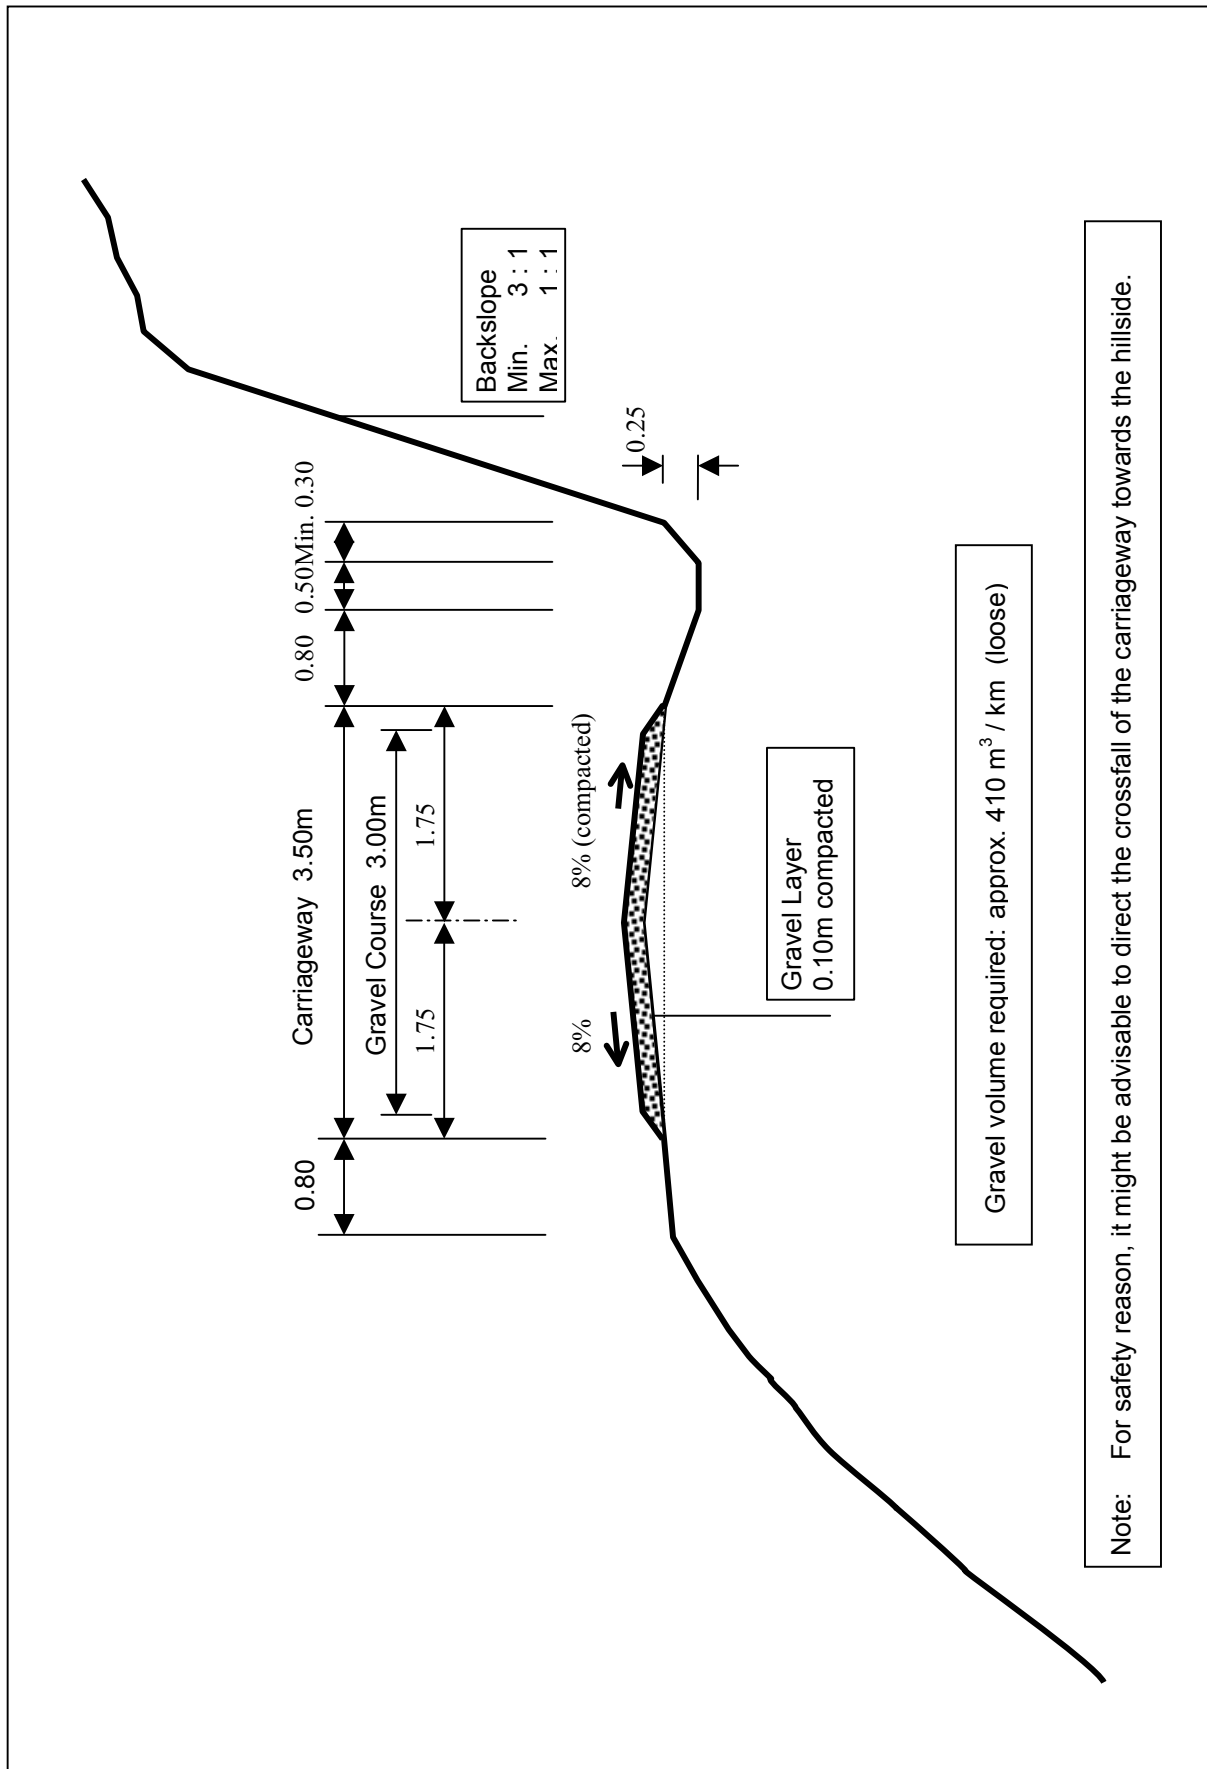 Carriageway 3.50m
0.80
0.80
0.50
Min. 0.30
Gravel Course 3.00m
1.75
1.75
Backslope
Min. 3 : 1
Max. 1 : 1
8%
8% (compacted)
0.25
Gravel Layer
0.10m compacted
Gravel volume required: approx. 410 m³ / km (loose)
Note: For safety reason, it might be advisable to direct the crossfall of the carriageway towards the hillside.